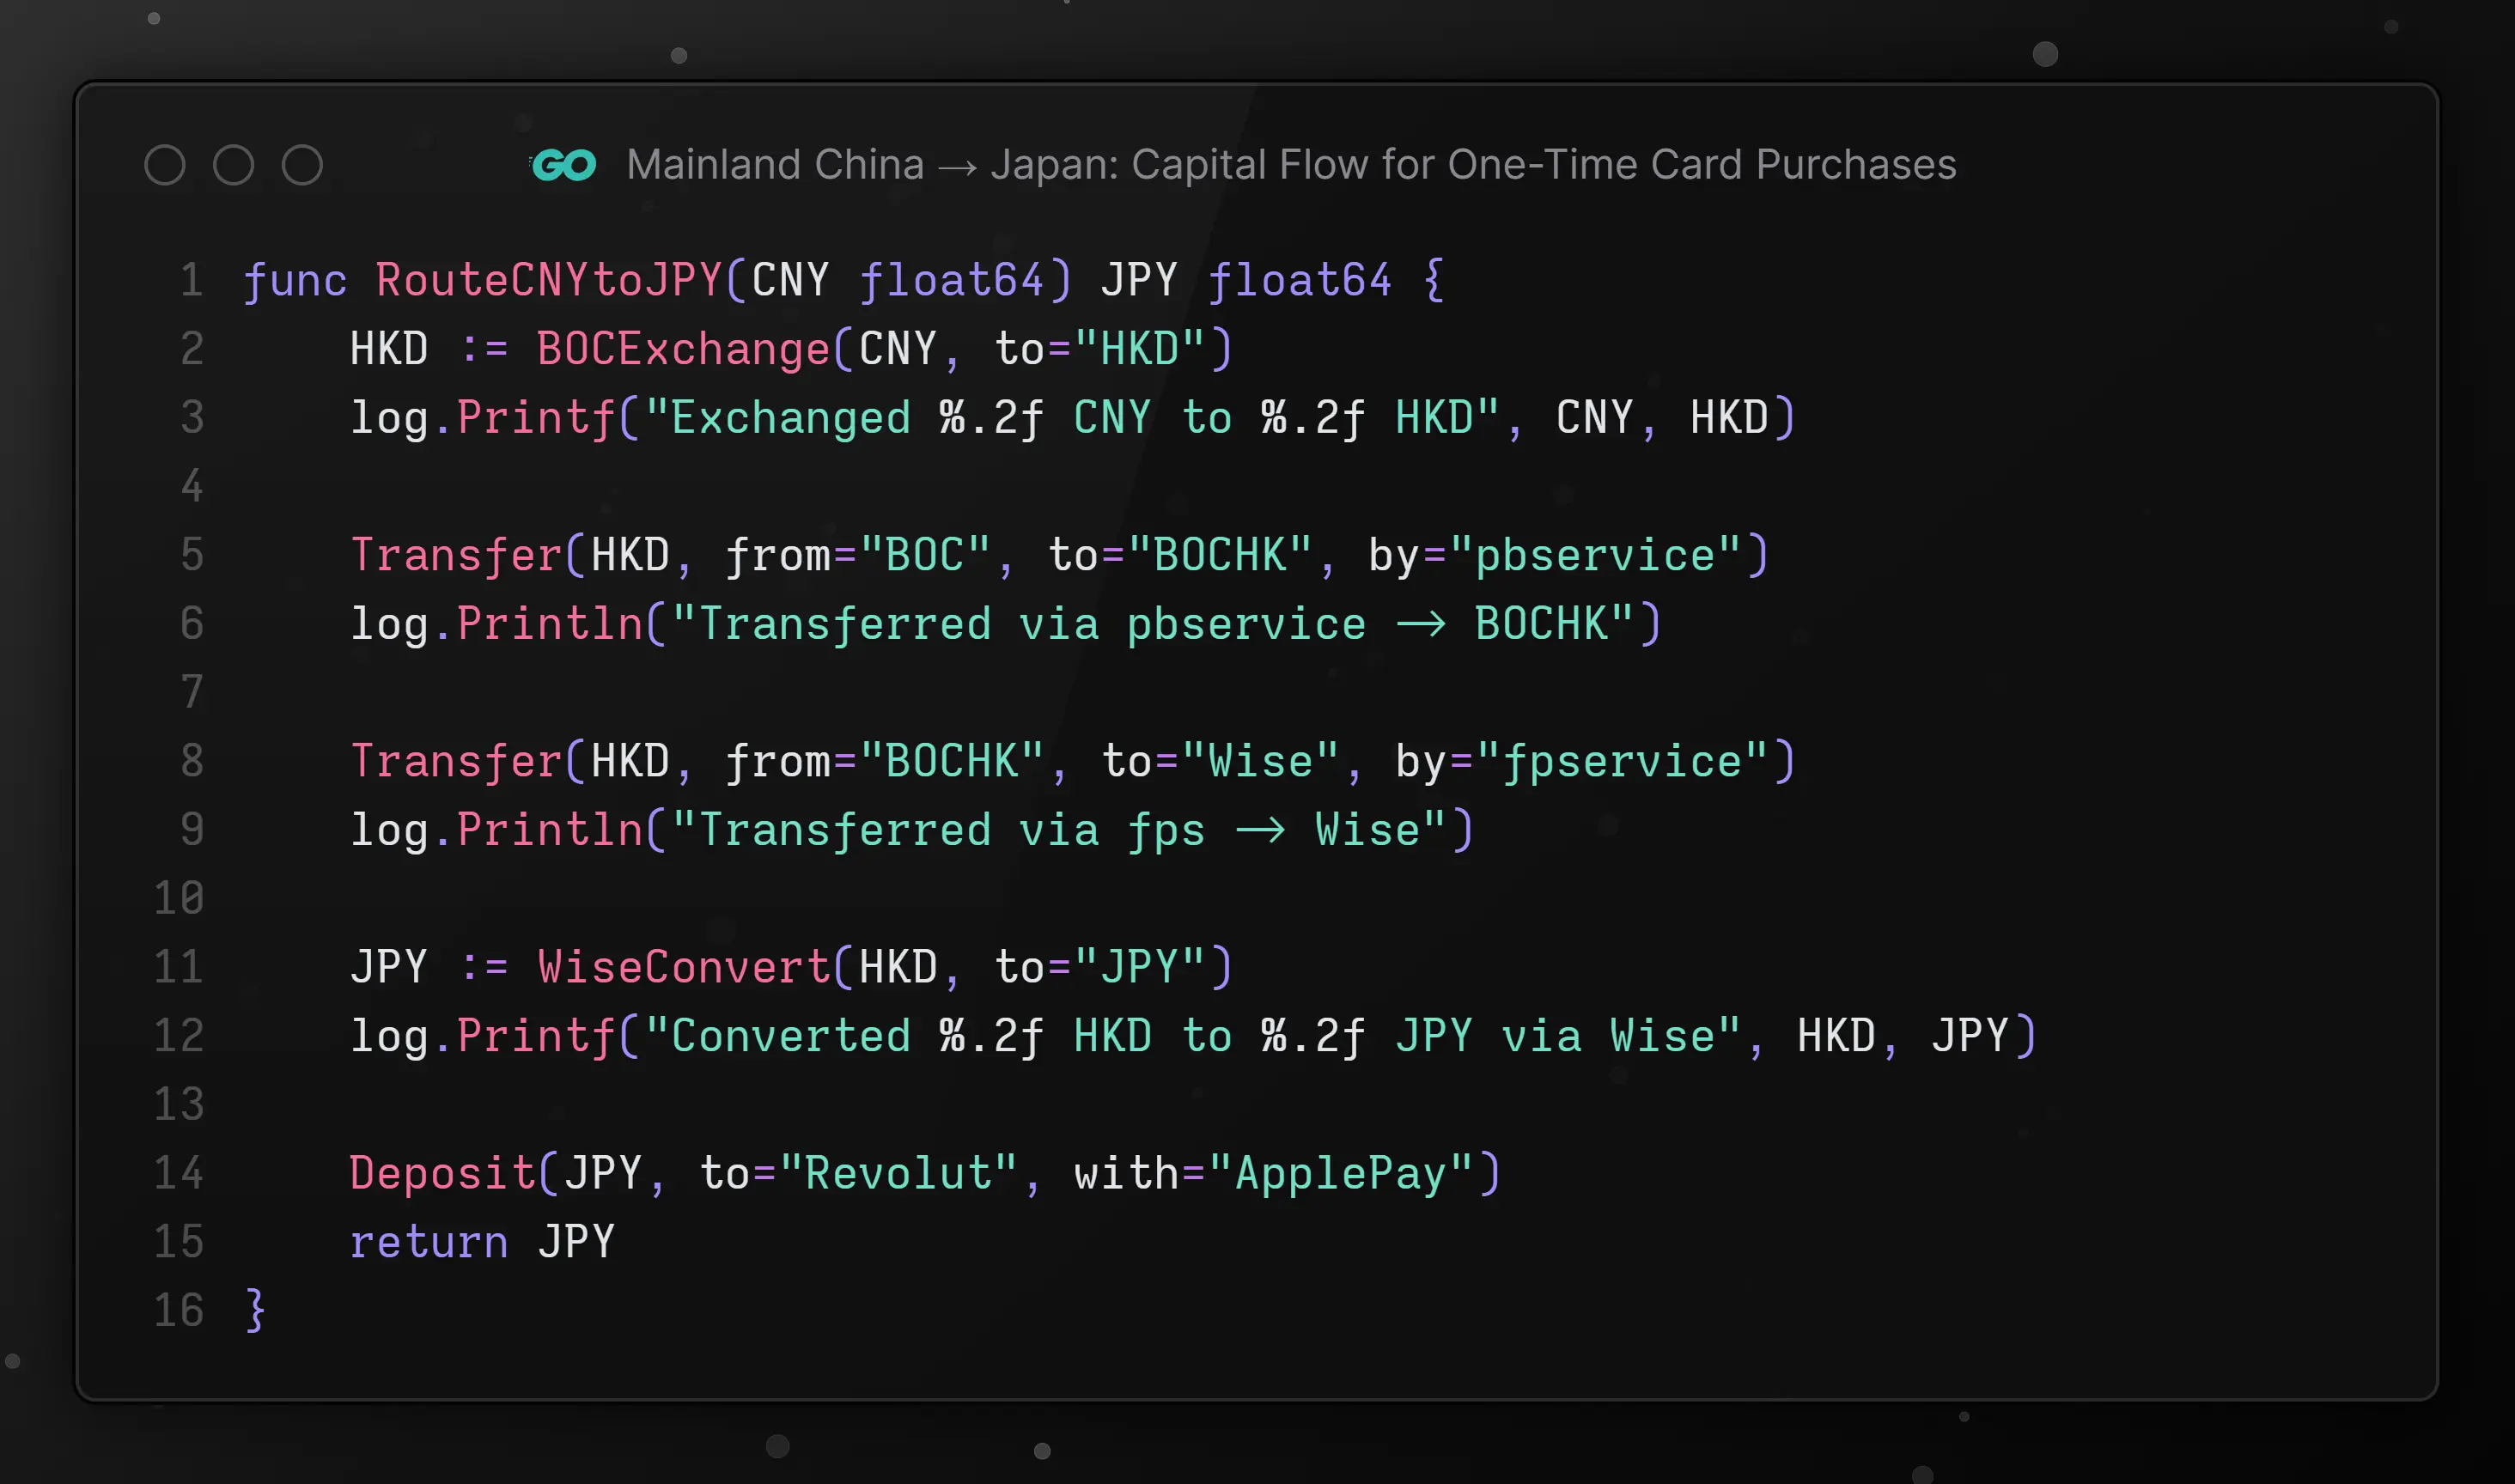 GO Mainland China → Japan: Capital Flow for One-Time Card Purchases
1 func RouteCNYtoJPY(CNY float64) JPY float64 {
2     HKD := BOCExchange(CNY, to="HKD")
3     log.Printf("Exchanged %.2f CNY to %.2f HKD", CNY, HKD)
4
5     Transfer(HKD, from="BOC", to="BOCHK", by="pbservice")
6     log.Println("Transferred via pbservice → BOCHK")
7
8     Transfer(HKD, from="BOCHK", to="Wise", by="fpservice")
9     log.Println("Transferred via fps → Wise")
10
11     JPY := WiseConvert(HKD, to="JPY")
12     log.Printf("Converted %.2f HKD to %.2f JPY via Wise", HKD, JPY)
13
14     Deposit(JPY, to="Revolut", with="ApplePay")
15     return JPY
16 }